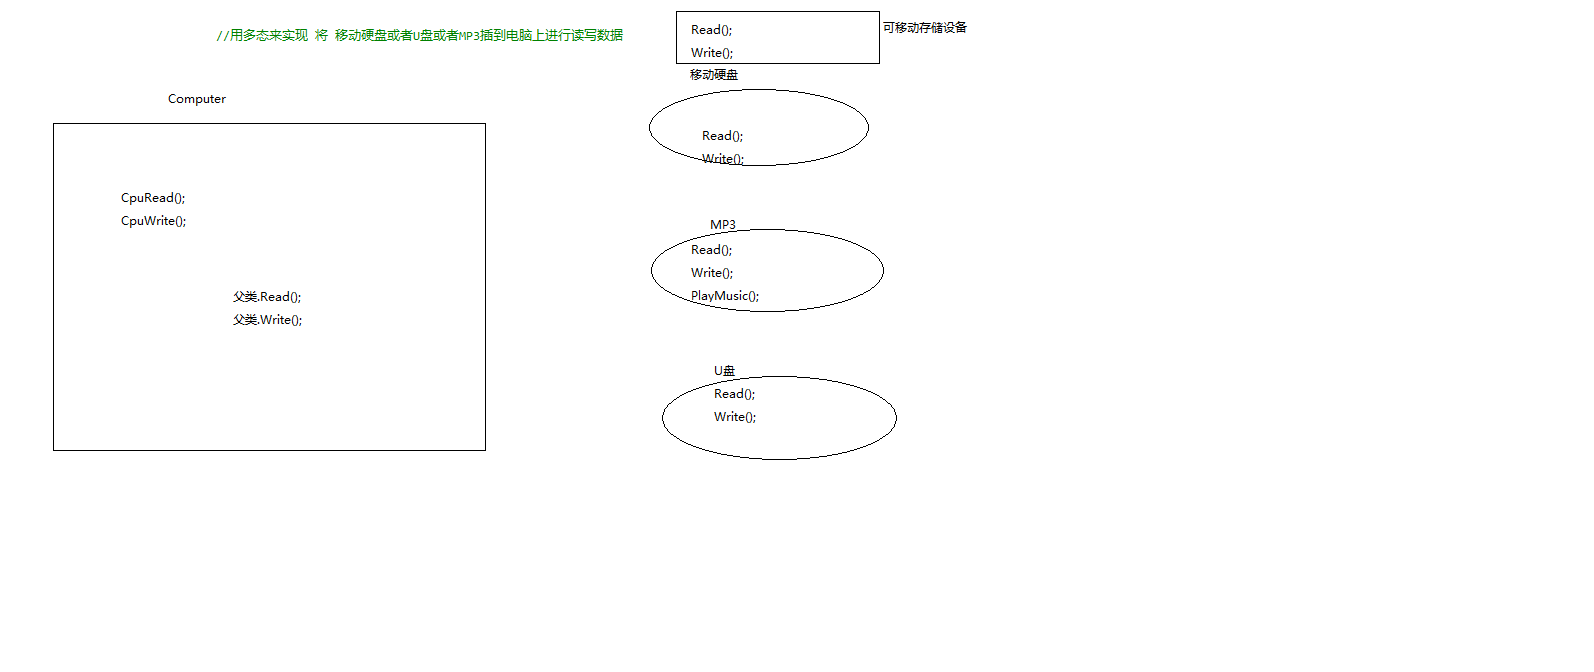 //用多态来实现 将 移动硬盘或者U盘或者MP3插到电脑上进行读写数据
Read();
Write();
可移动存储设备
移动硬盘
Read();
Write();
Computer
CpuRead();
CpuWrite();
父类.Read();
父类.Write();
MP3
Read();
Write();
PlayMusic();
U盘
Read();
Write();